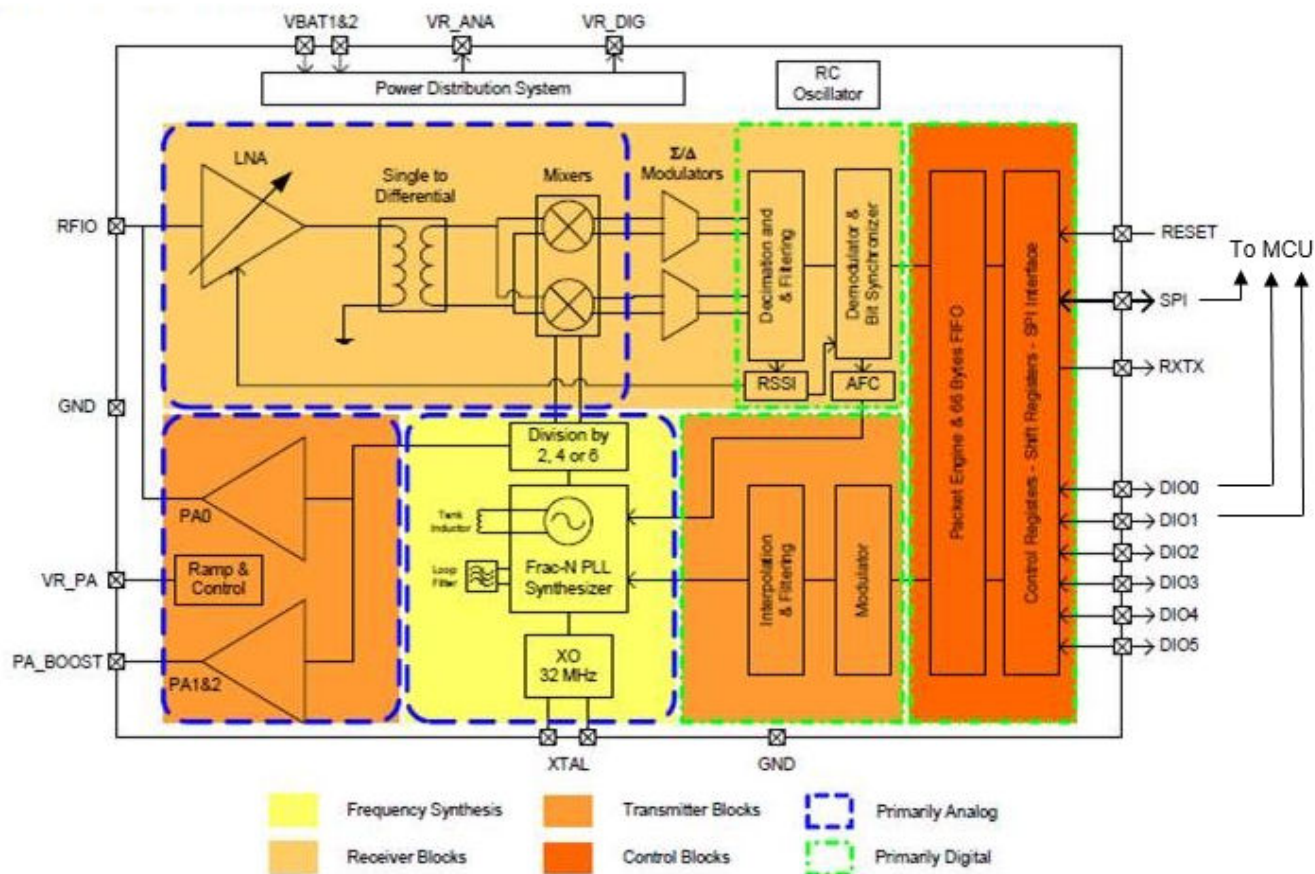 VBAT1&2
VR_ANA
VR_DIG
Power Distribution System
RC
Oscillator
LNA
Single to
Differential
Mixers
Σ/Δ
Modulators
RFIO
Decimation and
& Filtering
Demodulator &
Bit Synchronizer
RSSI
AFC
Packet Engine & 66 Bytes FIFO
Control Registers - Shift Registers - SPI Interface
RESET
To MCU
SPI
RXTX
GND
Division by
2, 4 or 6
PA0
Tank
Inductor
Loop
Filter
Frac-N PLL
Synthesizer
Interpolation
& Filtering
Modulator
DIO0
DIO1
DIO2
DIO3
DIO4
DIO5
VR_PA
Ramp &
Control
PA_BOOST
PA1&2
XO
32 MHz
XTAL
GND
Frequency Synthesis
Transmitter Blocks
Primarily Analog
Receiver Blocks
Control Blocks
Primarily Digital